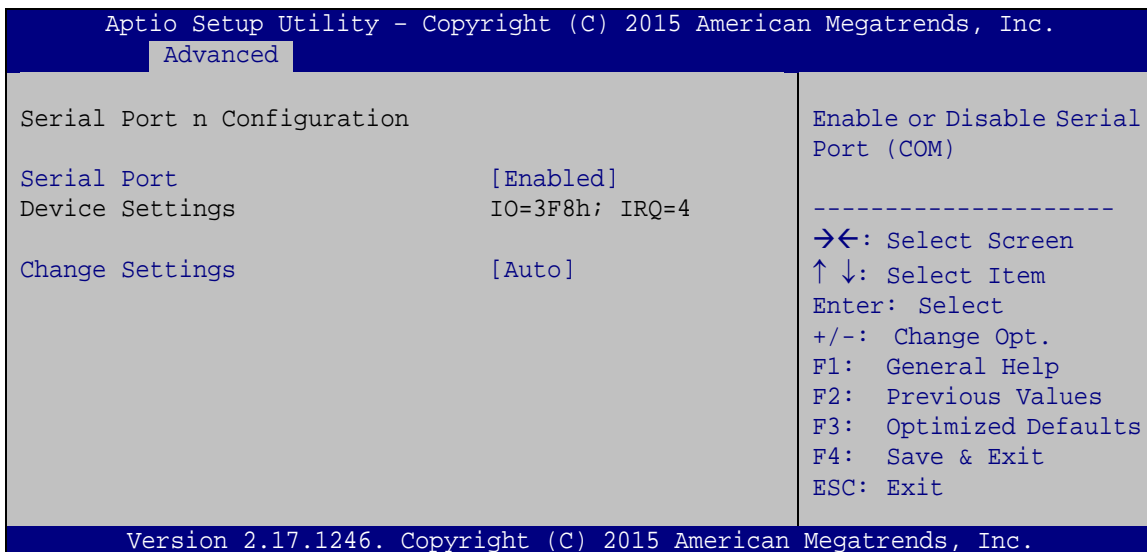 Aptio Setup Utility – Copyright (C) 2015 American Megatrends, Inc.
Advanced
Serial Port n Configuration
Serial Port [Enabled]
Device Settings IO=3F8h; IRQ=4
Change Settings [Auto]
Enable or Disable Serial
Port (COM)
---------------------
→←: Select Screen
↑ ↓: Select Item
Enter: Select
+/-: Change Opt.
F1: General Help
F2: Previous Values
F3: Optimized Defaults
F4: Save & Exit
ESC: Exit
Version 2.17.1246. Copyright (C) 2015 American Megatrends, Inc.